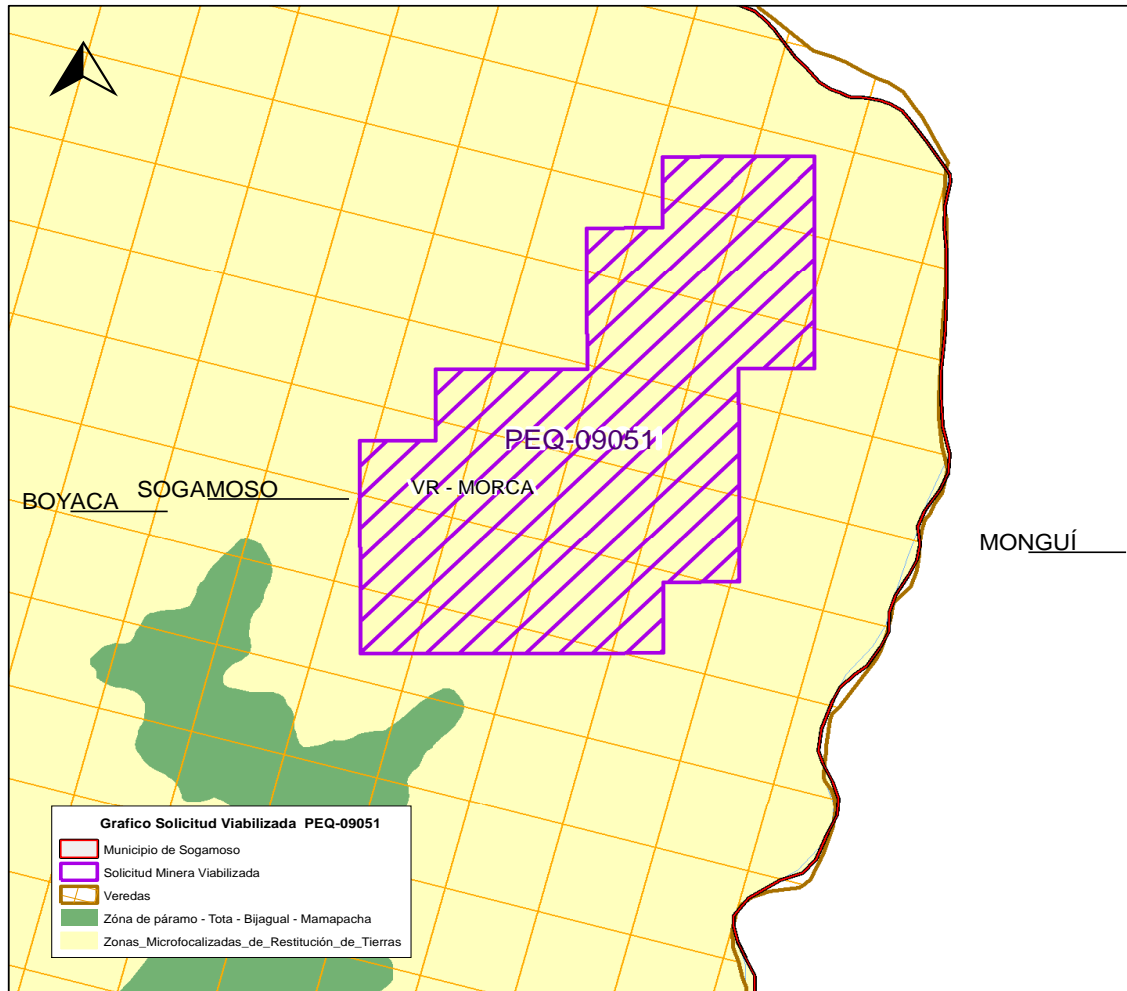 PEQ-09051
VR - MORCA
SOGAMOSO
BOYACA
MONGUÍ
Grafico Solicitud Viabilizada PEQ-09051
Municipio de Sogamoso
Solicitud Minera Viabilizada
Veredas
Zóna de páramo - Tota - Bijagual - Mamapacha
Zonas_Microfocalizadas_de_Restitución_de_Tierras